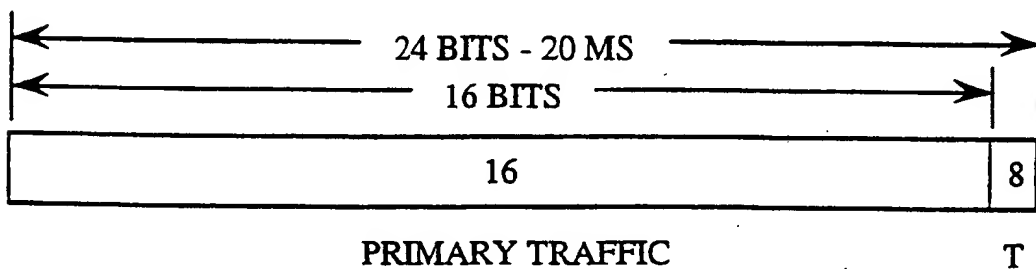 24 BITS - 20 MS
16 BITS
16 8
PRIMARY TRAFFIC T